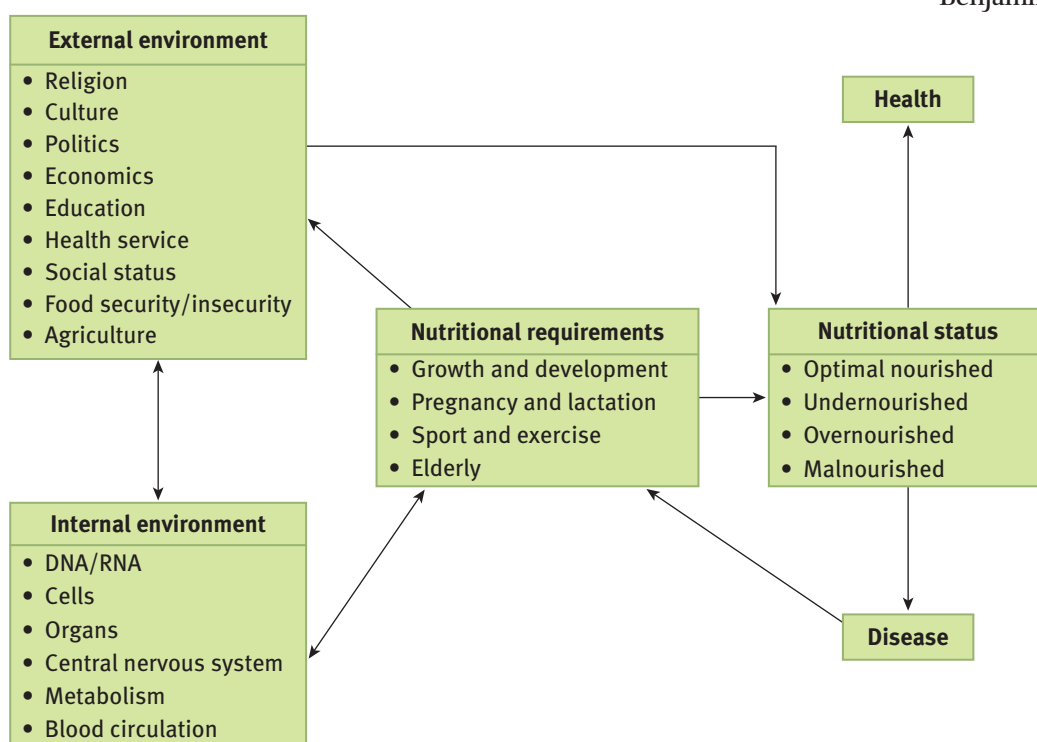 External environment
• Religion
• Culture
• Politics
• Economics
• Education
• Health service
• Social status
• Food security/insecurity
• Agriculture
Health
Nutritional requirements
• Growth and development
• Pregnancy and lactation
• Sport and exercise
• Elderly
Nutritional status
• Optimal nourished
• Undernourished
• Overnourished
• Malnourished
Internal environment
• DNA/RNA
• Cells
• Organs
• Central nervous system
• Metabolism
• Blood circulation
Disease